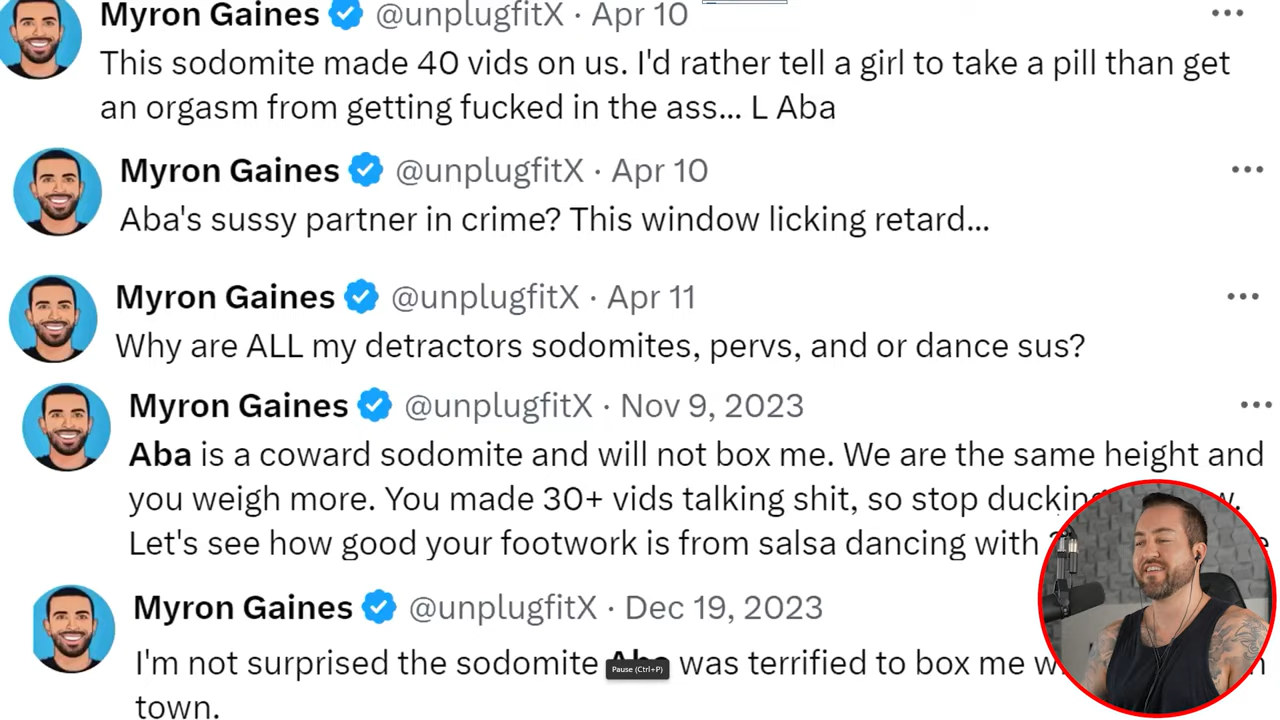 Myron Gaines @unplugfitX · Apr 10
This sodomite made 40 vids on us. I'd rather tell a girl to take a pill than get
an orgasm from getting fucked in the ass... L Aba
Myron Gaines @unplugfitX · Apr 10
Aba's sussy partner in crime? This window licking retard...
Myron Gaines @unplugfitX · Apr 11
Why are ALL my detractors sodomites, pervs, and or dance sus?
Myron Gaines @unplugfitX · Nov 9, 2023
Aba is a coward sodomite and will not box me. We are the same height and
you weigh more. You made 30+ vids talking shit, so stop ducking
Let's see how good your footwork is from salsa dancing with
Myron Gaines @unplugfitX · Dec 19, 2023
I'm not surprised the sodomite was terrified to box me
Pause (Ctrl+P)
town.